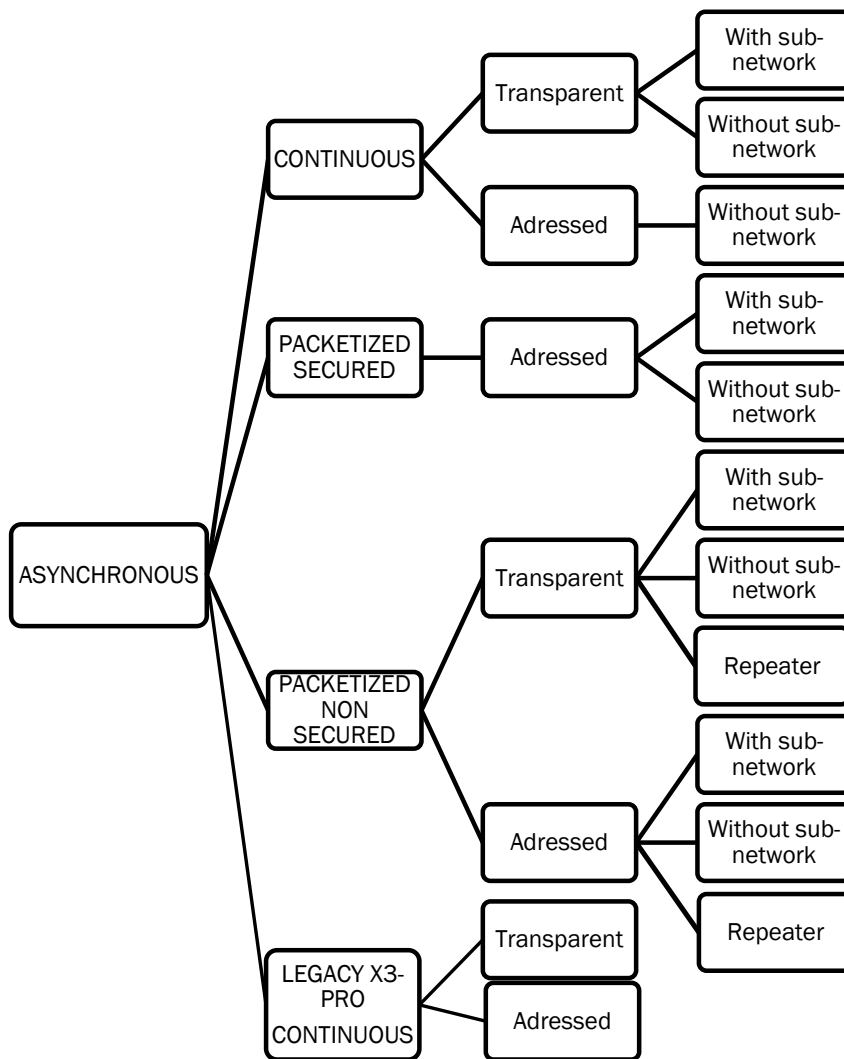 ASYNCHRONOUS
CONTINUOUS
Transparent
With sub-
network
Without sub-
network
Adressed
Without sub-
network
PACKETIZED
SECURED
Adressed
With sub-
network
Without sub-
network
PACKETIZED
NON
SECURED
Transparent
With sub-
network
Without sub-
network
Repeater
Adressed
With sub-
network
Without sub-
network
Repeater
LEGACY X3-
PRO
CONTINUOUS
Transparent
Adressed